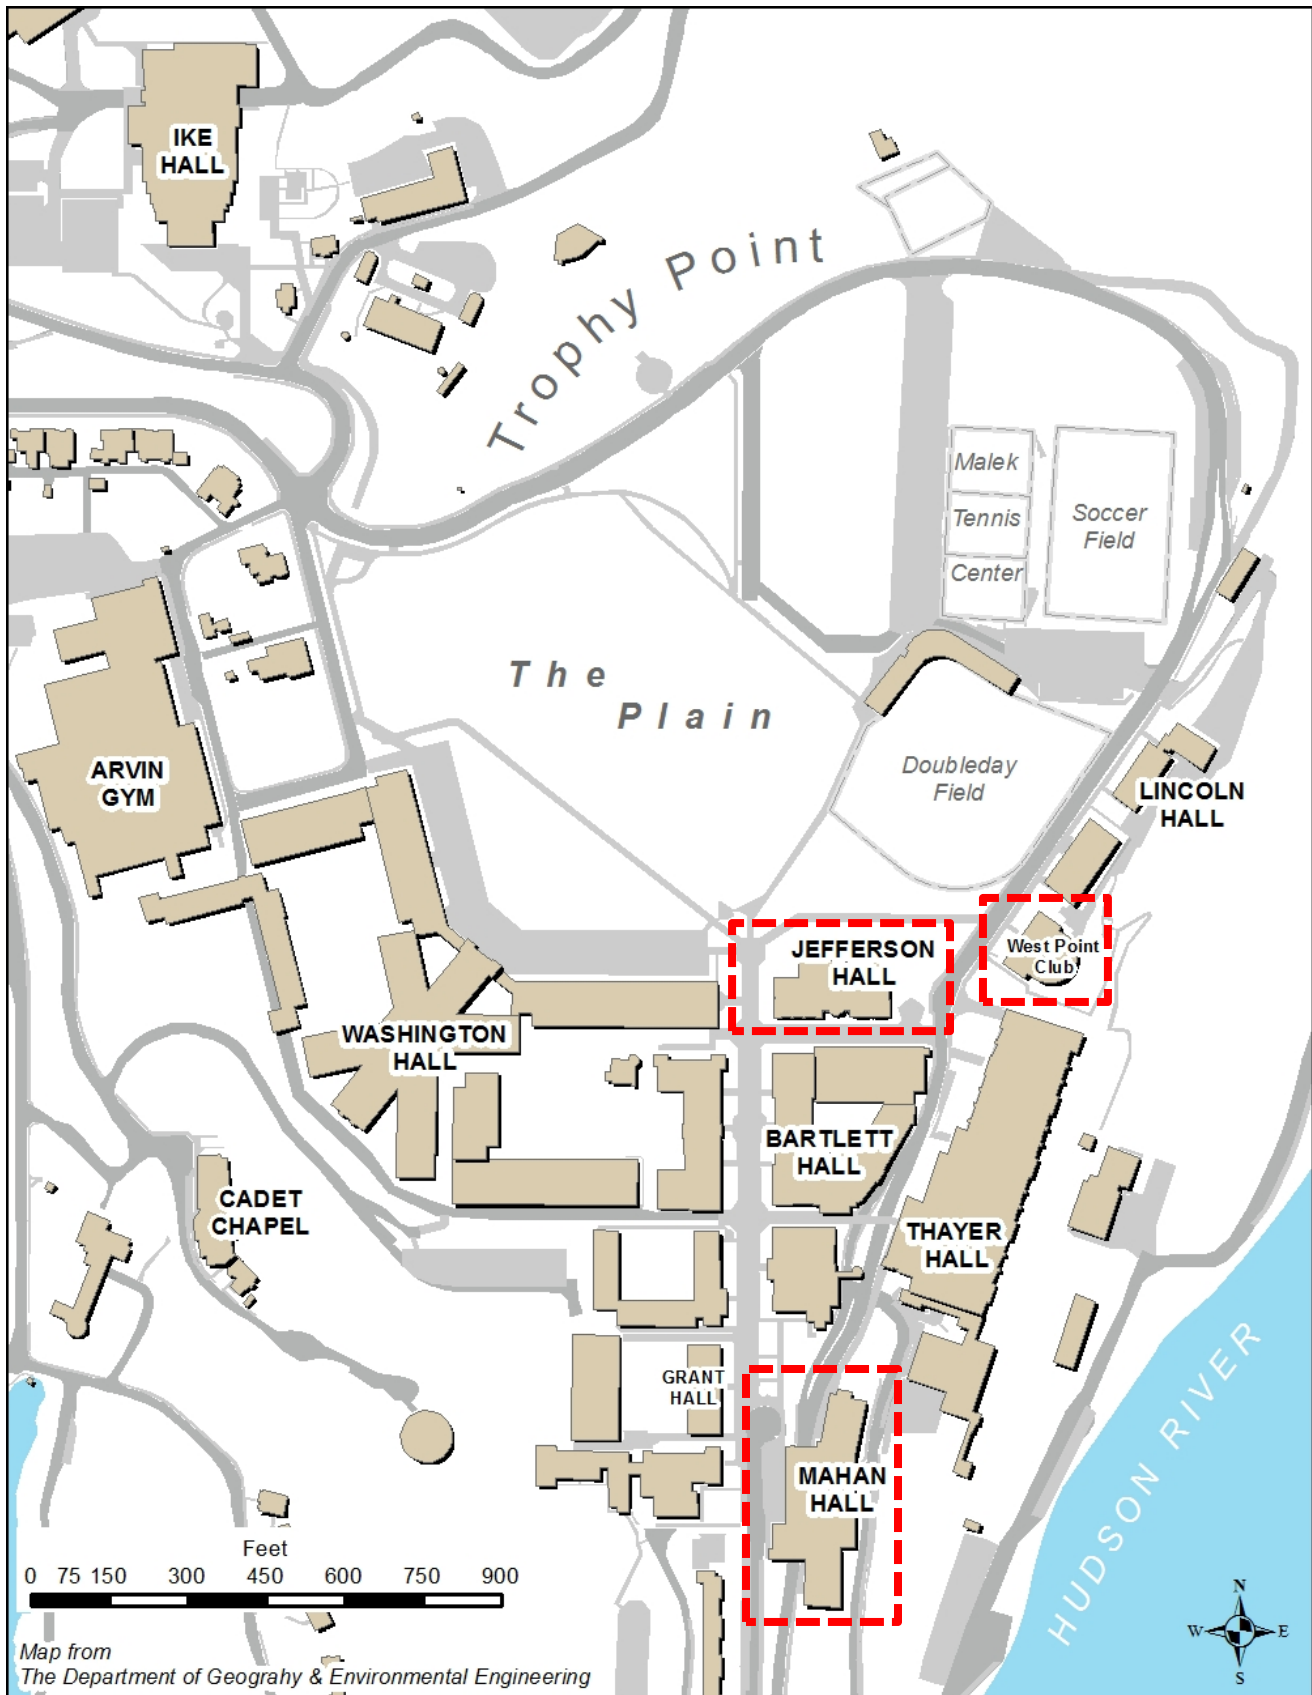 IKE
HALL
Trophy Point
Malek
Tennis
Center
Soccer
Field
The
Plain
ARVIN
GYM
Doubleday
Field
LINCOLN
HALL
JEFFERSON
HALL
West Point
Club
WASHINGTON
HALL
BARTLETT
HALL
CADET
CHAPEL
THAYER
HALL
GRANT
HALL
MAHAN
HALL
HUDSON RIVER
Feet
0 75 150 300 450 600 750 900
N
W E
S
Map from
The Department of Geograhy & Environmental Engineering